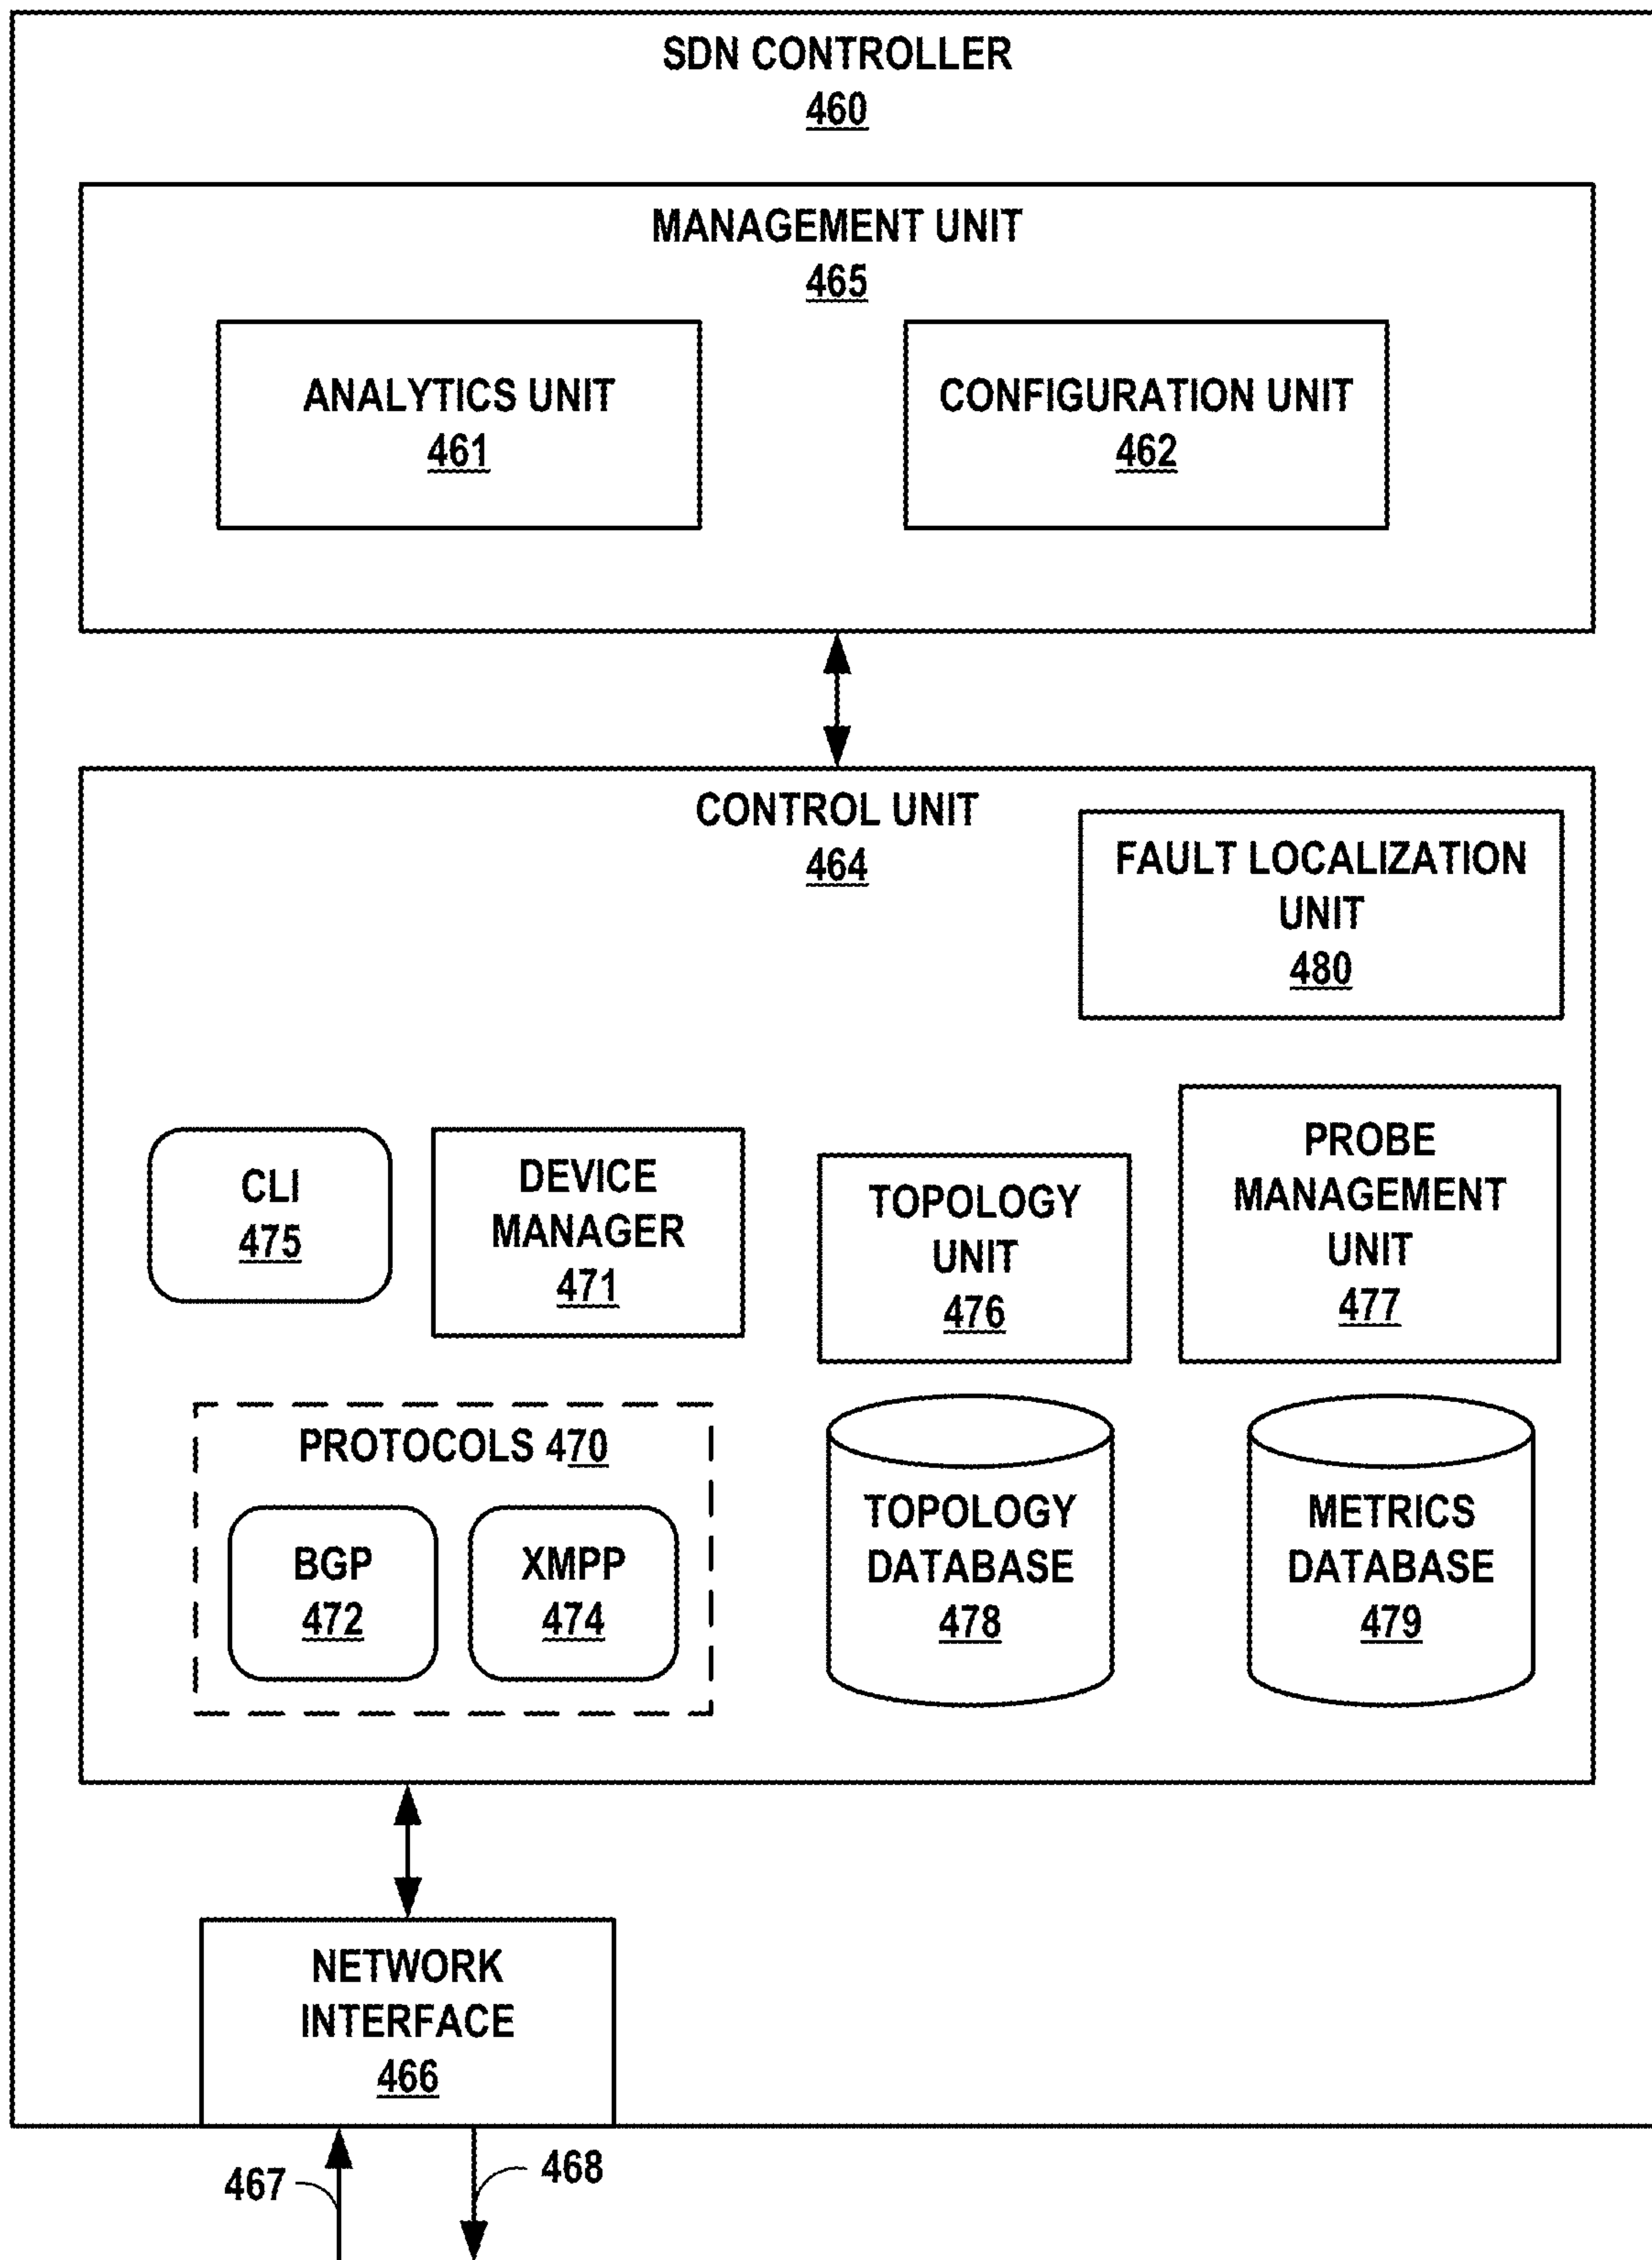 SDN CONTROLLER
460
MANAGEMENT UNIT
465
ANALYTICS UNIT
461
CONFIGURATION UNIT
462
CONTROL UNIT
464
FAULT LOCALIZATION
UNIT
480
CLI
475
DEVICE
MANAGER
471
TOPOLOGY
UNIT
476
PROBE
MANAGEMENT
UNIT
477
PROTOCOLS 470
BGP
472
XMPP
474
TOPOLOGY
DATABASE
478
METRICS
DATABASE
479
NETWORK
INTERFACE
466
467
468